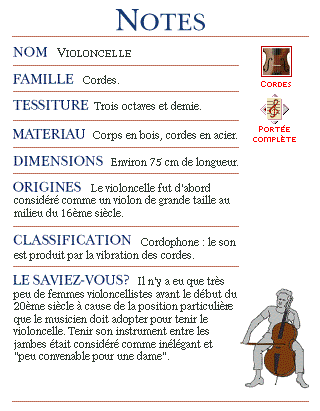 NOTES
NOM VIOLONCELLE
FAMILLE Cordes.
TESSITURE Trois octaves et demie.
MATERIAU Corps en bois, cordes en acier.
DIMENSIONS Environ 75 cm de longueur.
ORIGINES Le violoncelle fut d'abord
considéré comme un violon de grande taille au
milieu du 16ème siècle.
CLASSIFICATION Cordophone : le son
est produit par la vibration des cordes.
LE SAVIEZ-VOUS? Il n'y a eu que très
peu de femmes violoncellistes avant le début du
20ème siècle à cause de la position particulière
que le musicien doit adopter pour tenir le
violoncelle. Tenir son instrument entre les
jambes était considéré comme inélégant et
"peu convenable pour une dame".
CORDES
PORTÉE
COMPLÈTE